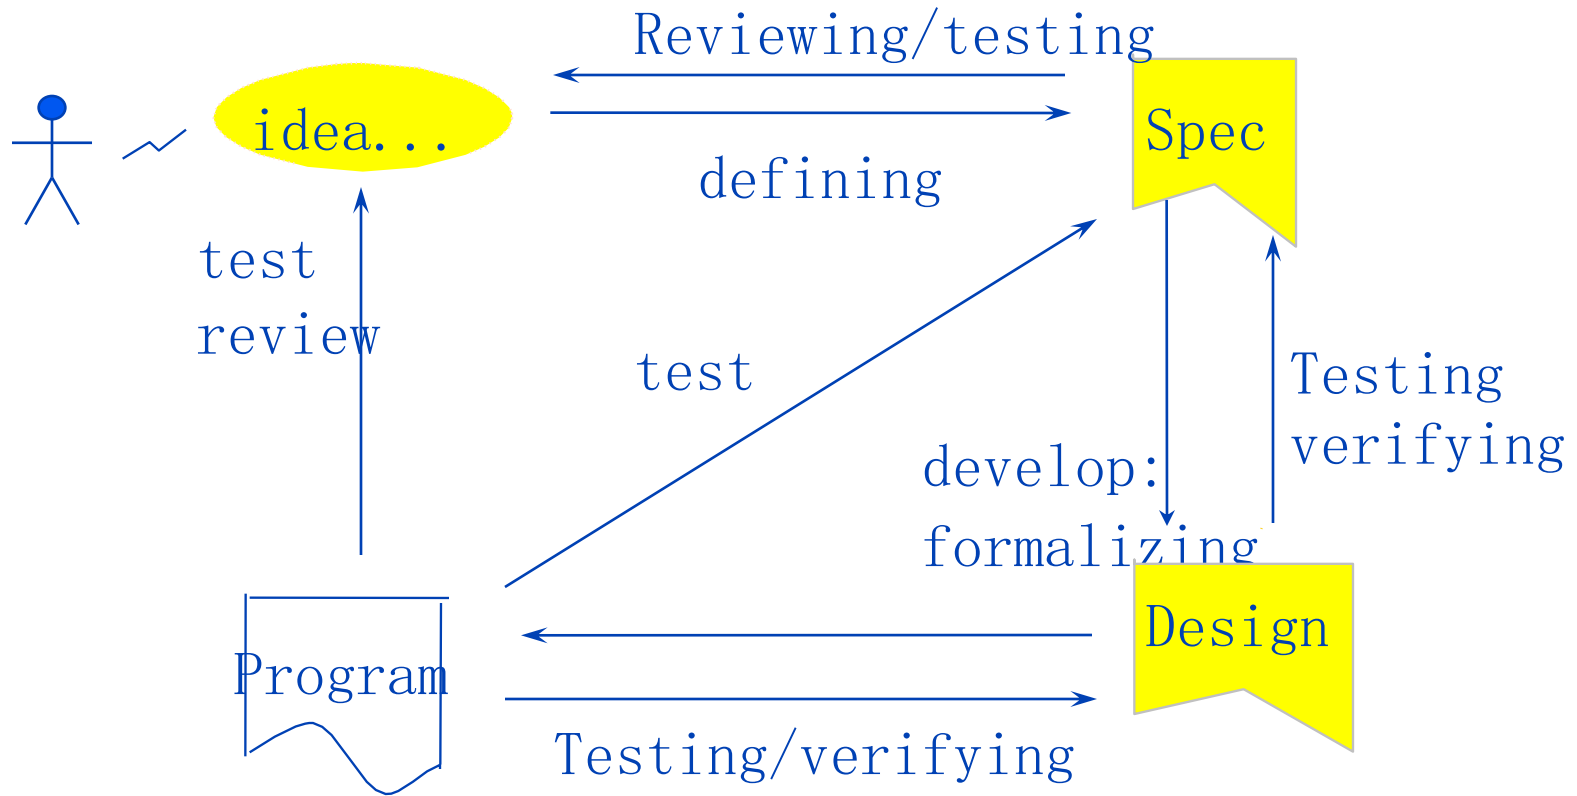 Reviewing/testing
idea...
Spec
defining
test
review
test
Testing
verifying
develop:
formalizing
Design
Program
Testing/verifying